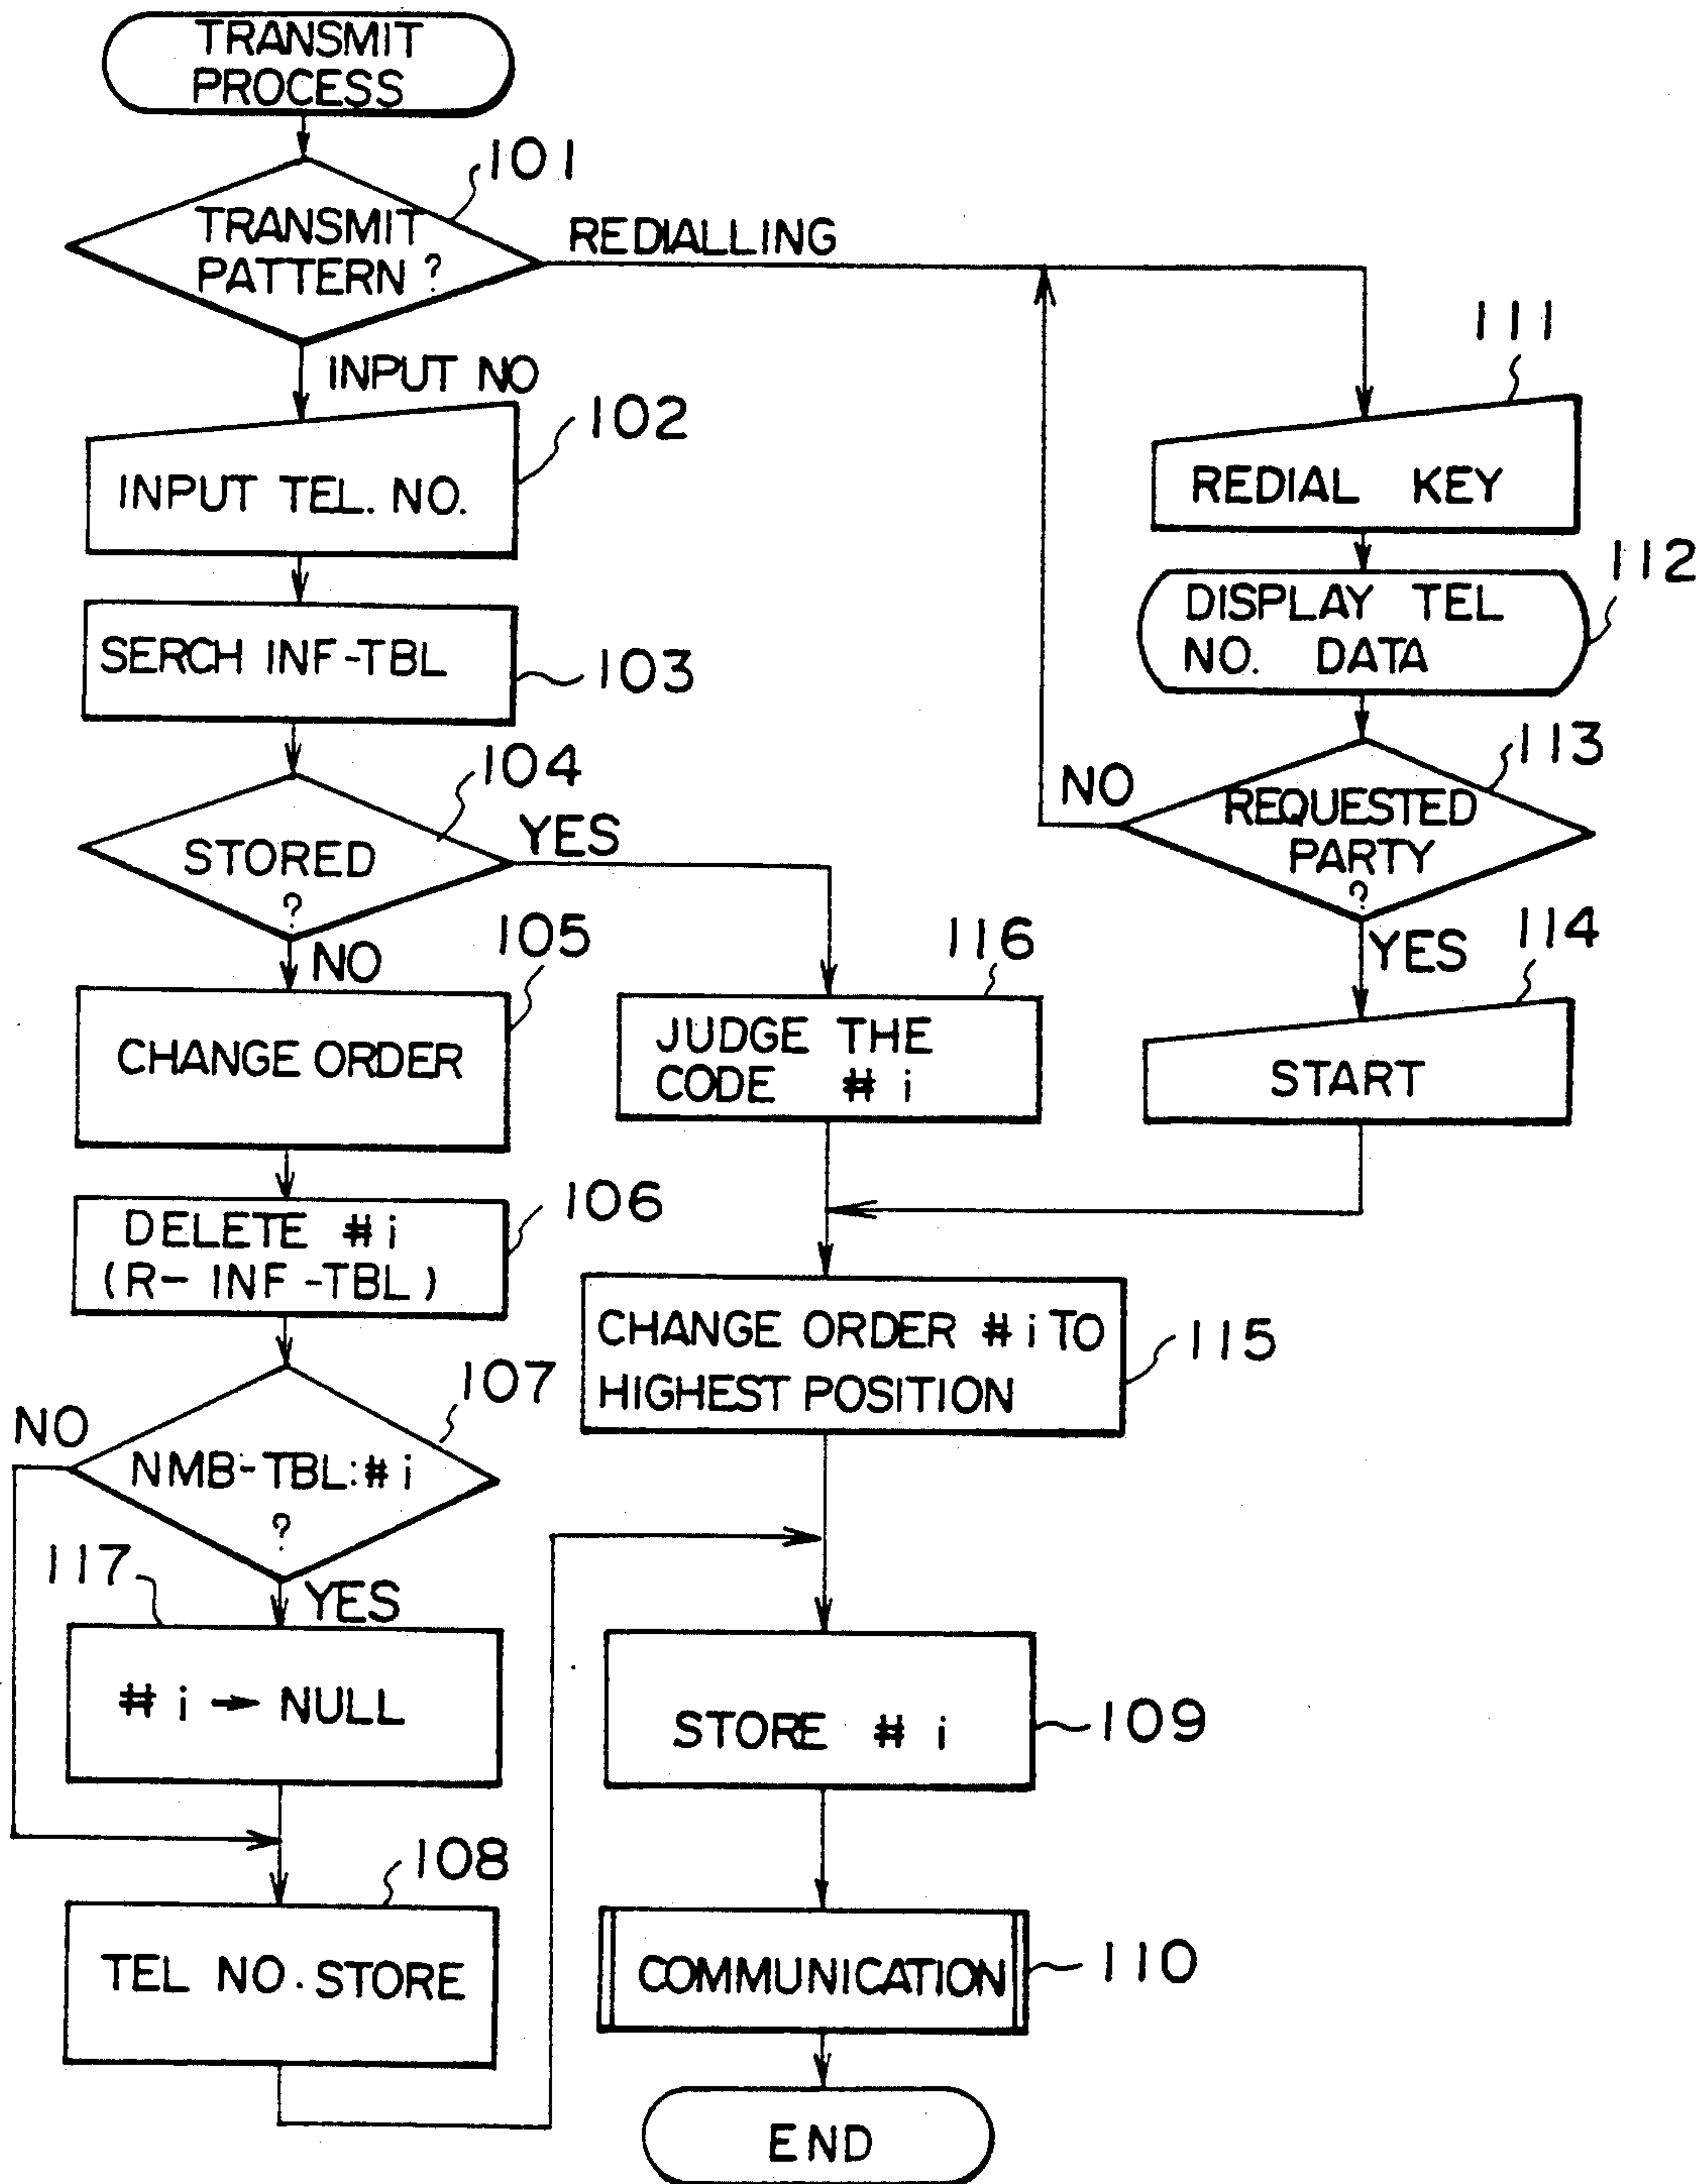 TRANSMIT
PROCESS
101
TRANSMIT
PATTERN ?
REDIALLING
INPUT NO
102
INPUT TEL. NO.
SERCH INF-TBL
103
104
STORED
?
YES
NO
105
CHANGE ORDER
106
DELETE # i
(R- INF-TBL)
107
NO
NMB-TBL:# i
?
117
YES
# i → NULL
108
TEL NO. STORE
111
REDIAL KEY
112
DISPLAY TEL
NO. DATA
113
NO
REQUESTED
PARTY
?
YES
114
START
116
JUDGE THE
CODE # i
CHANGE ORDER # i TO
HIGHEST POSITION
115
STORE # i
109
COMMUNICATION
110
END